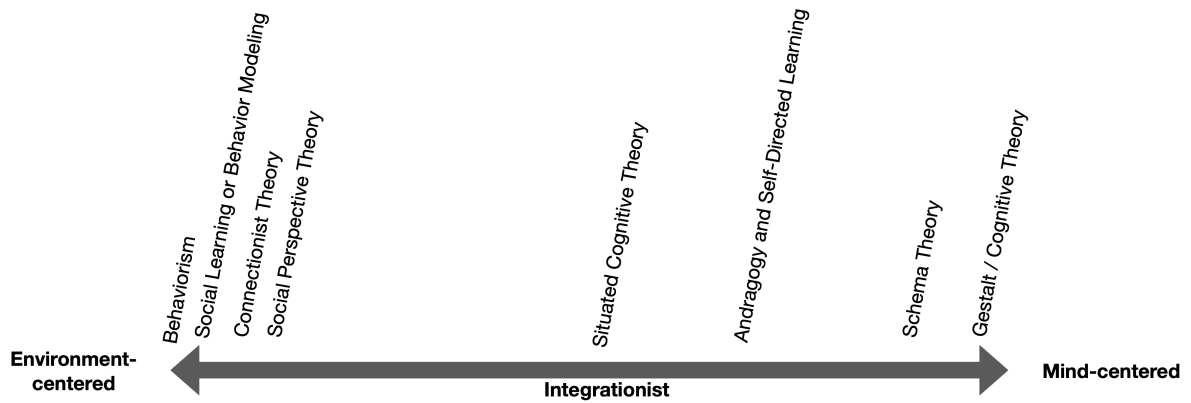 Behaviorism
Social Learning or Behavior Modeling
Connectionist Theory
Social Perspective Theory
Situated Cognitive Theory
Andragogy and Self-Directed Learning
Schema Theory
Gestalt / Cognitive Theory
Environment-
centered
Integrationist
Mind-centered